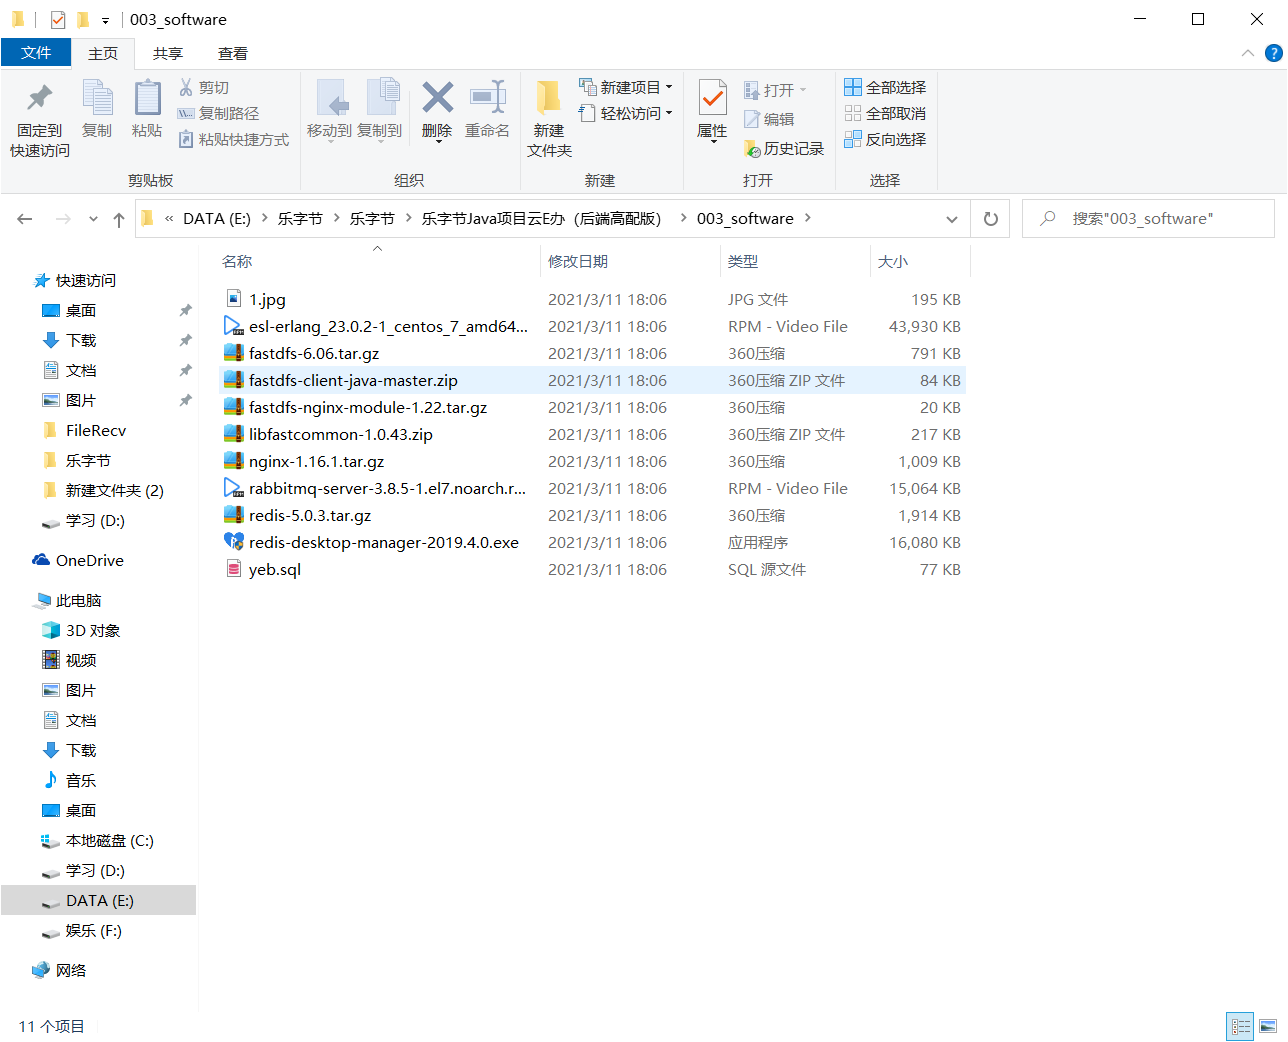 003_software
文件 主页 共享 查看
固定到快速访问 复制 粘贴 剪切 复制路径 粘贴快捷方式
移动到 复制到 删除 重命名
新建文件夹 新建项目 轻松访问
属性 打开 编辑 历史记录
全部选择 全部取消 反向选择
剪贴板 组织 新建 打开 选择
« DATA (E:) 乐字节 乐字节 乐字节Java项目云E办（后端高配版） 003_software
搜索"003_software"
名称 修改日期 类型 大小
1.jpg 2021/3/11 18:06 JPG 文件 195 KB
esl-erlang_23.0.2-1_centos_7_amd64... 2021/3/11 18:06 RPM - Video File 43,930 KB
fastdfs-6.06.tar.gz 2021/3/11 18:06 360压缩 791 KB
fastdfs-client-java-master.zip 2021/3/11 18:06 360压缩 ZIP 文件 84 KB
fastdfs-nginx-module-1.22.tar.gz 2021/3/11 18:06 360压缩 20 KB
libfastcommon-1.0.43.zip 2021/3/11 18:06 360压缩 ZIP 文件 217 KB
nginx-1.16.1.tar.gz 2021/3/11 18:06 360压缩 1,009 KB
rabbitmq-server-3.8.5-1.el7.noarch.r... 2021/3/11 18:06 RPM - Video File 15,064 KB
redis-5.0.3.tar.gz 2021/3/11 18:06 360压缩 1,914 KB
redis-desktop-manager-2019.4.0.exe 2021/3/11 18:06 应用程序 16,080 KB
yeb.sql 2021/3/11 18:06 SQL 源文件 77 KB
快速访问
桌面
下载
文档
图片
FileRecv
乐字节
新建文件夹 (2)
学习 (D:)
OneDrive
此电脑
3D 对象
视频
图片
文档
下载
音乐
桌面
本地磁盘 (C:)
学习 (D:)
DATA (E:)
娱乐 (F:)
网络
11 个项目